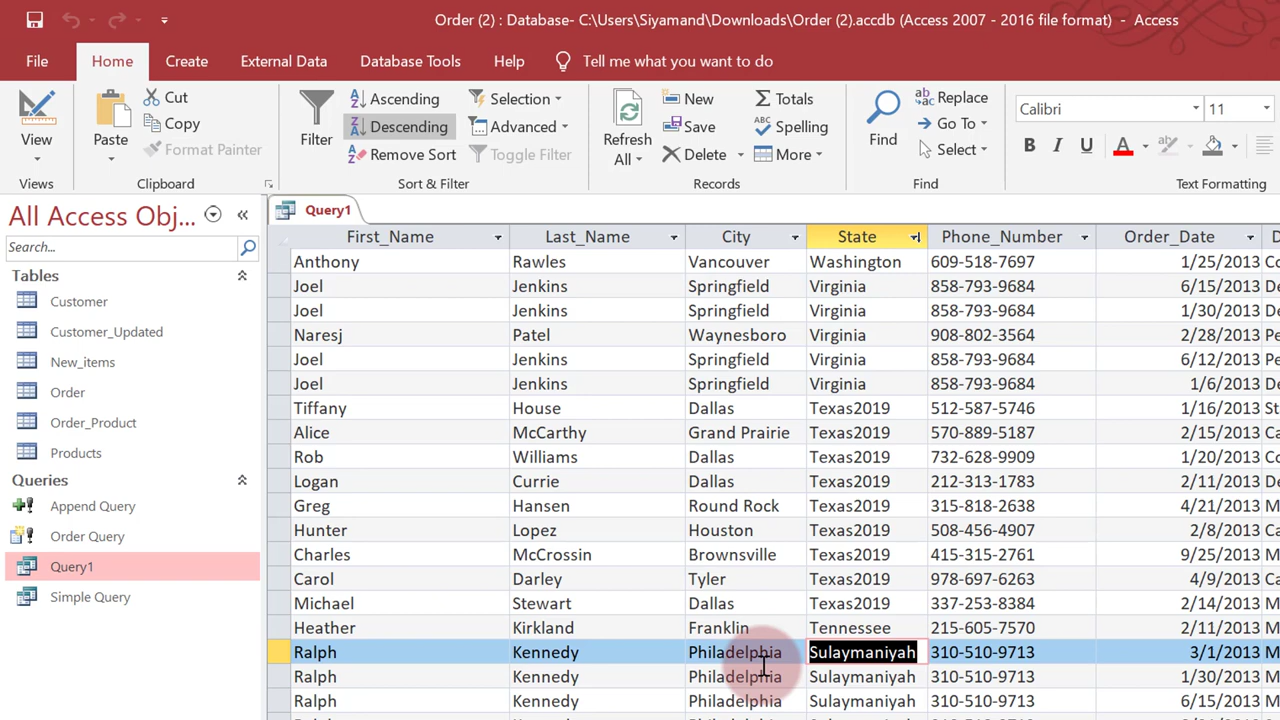 Order (2) : Database- C:\Users\Siyamand\Downloads\Order (2).accdb (Access 2007 - 2016 file format) - Access
File Home Create External Data Database Tools Help Tell me what you want to do
View
Views
Paste
Cut
Copy
Format Painter
Clipboard
Filter
Ascending
Descending
Remove Sort
Selection
Advanced
Toggle Filter
Sort & Filter
Refresh
All
New
Save
Delete
Totals
Spelling
More
Records
Find
Replace
Go To
Select
Find
Calibri 11
B I U A
Text Formatting
All Access Obj...
Search...
Tables
Customer
Customer_Updated
New_items
Order
Order_Product
Products
Queries
Append Query
Order Query
Query1
Simple Query
Query1
First_Name Last_Name City State Phone_Number Order_Date D
Anthony Rawles Vancouver Washington 609-518-7697 1/25/2013 Co
Joel Jenkins Springfield Virginia 858-793-9684 6/15/2013 De
Joel Jenkins Springfield Virginia 858-793-9684 1/30/2013 De
Naresj Patel Waynesboro Virginia 908-802-3564 2/28/2013 Pe
Joel Jenkins Springfield Virginia 858-793-9684 6/12/2013 De
Joel Jenkins Springfield Virginia 858-793-9684 1/6/2013 De
Tiffany House Dallas Texas2019 512-587-5746 1/16/2013 St
Alice McCarthy Grand Prairie Texas2019 570-889-5187 2/15/2013 Ca
Rob Williams Dallas Texas2019 732-628-9909 1/20/2013 Co
Logan Currie Dallas Texas2019 212-313-1783 2/11/2013 De
Greg Hansen Round Rock Texas2019 315-818-2638 4/21/2013 M
Hunter Lopez Houston Texas2019 508-456-4907 2/8/2013 Ca
Charles McCrossin Brownsville Texas2019 415-315-2761 9/25/2013 M
Carol Darley Tyler Texas2019 978-697-6263 4/9/2013 M
Michael Stewart Dallas Texas2019 337-253-8384 2/14/2013 M
Heather Kirkland Franklin Tennessee 215-605-7570 2/11/2013 M
Ralph Kennedy Philadelphia Sulaymaniyah 310-510-9713 3/1/2013 M
Ralph Kennedy Philadelphia Sulaymaniyah 310-510-9713 1/30/2013 M
Ralph Kennedy Philadelphia Sulaymaniyah 310-510-9713 6/15/2013 M